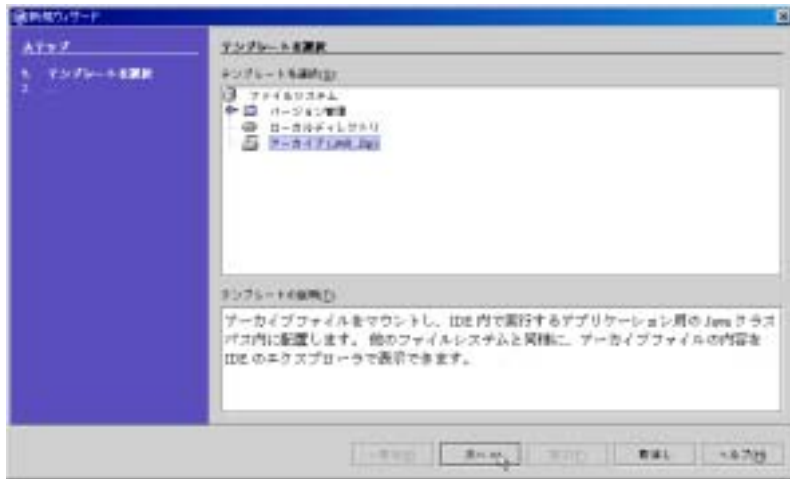 新規ウィザード
ステップ
1. テンプレートを選択
2. ...
テンプレートを選択
テンプレートを選択(S):
ファイルシステム
バージョン管理
ローカルディレクトリ
アーカイブ (JAR, Zip)
テンプレートの説明(T):
アーカイブファイルをマウントし、IDE 内で実行するアプリケーション用の Java クラス
パス内に配置します。 他のファイルシステムと同様に、アーカイブファイルの内容を
IDE のエクスプローラで表示できます。
次へ >
取消し
ヘルプ(H)